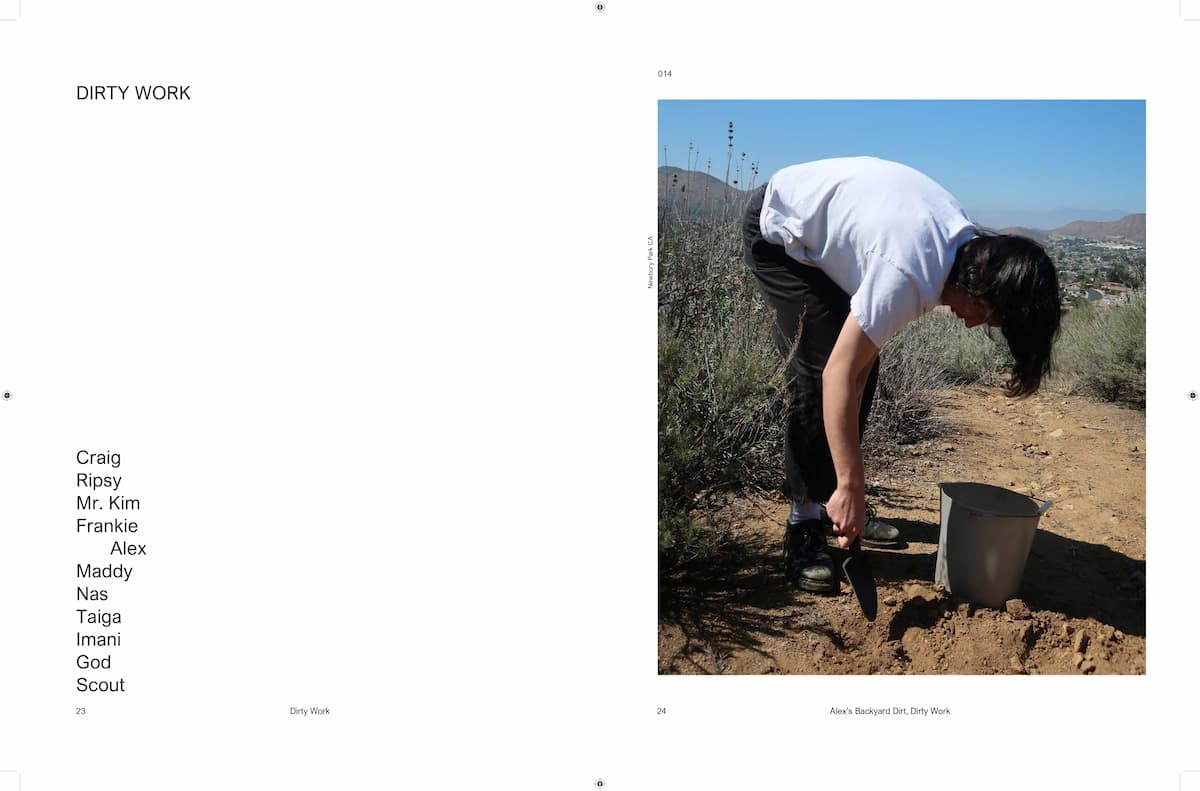 DIRTY WORK
Craig
Ripsy
Mr. Kim
Frankie
Alex
Maddy
Nas
Taiga
Imani
God
Scout
23
Dirty Work
014
Newbury Park CA
24
Alex's Backyard Dirt, Dirty Work